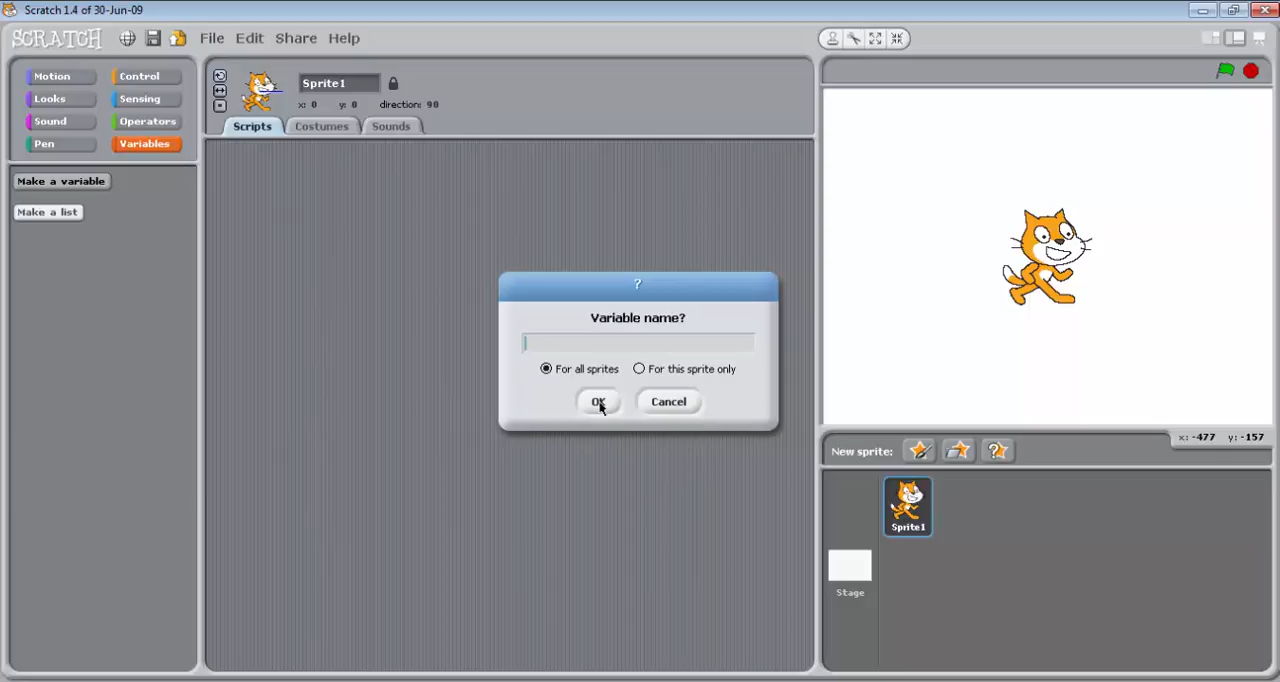 Scratch 1.4 of 30-Jun-09
SCRATCH File Edit Share Help
Motion Control
Looks Sensing
Sound Operators
Pen Variables
Make a variable
Make a list
Sprite1
x: 0 y: 0 direction: 90
Scripts Costumes Sounds
?
Variable name?
For all sprites For this sprite only
OK Cancel
x: -477 y: -157
New sprite:
Sprite1
Stage